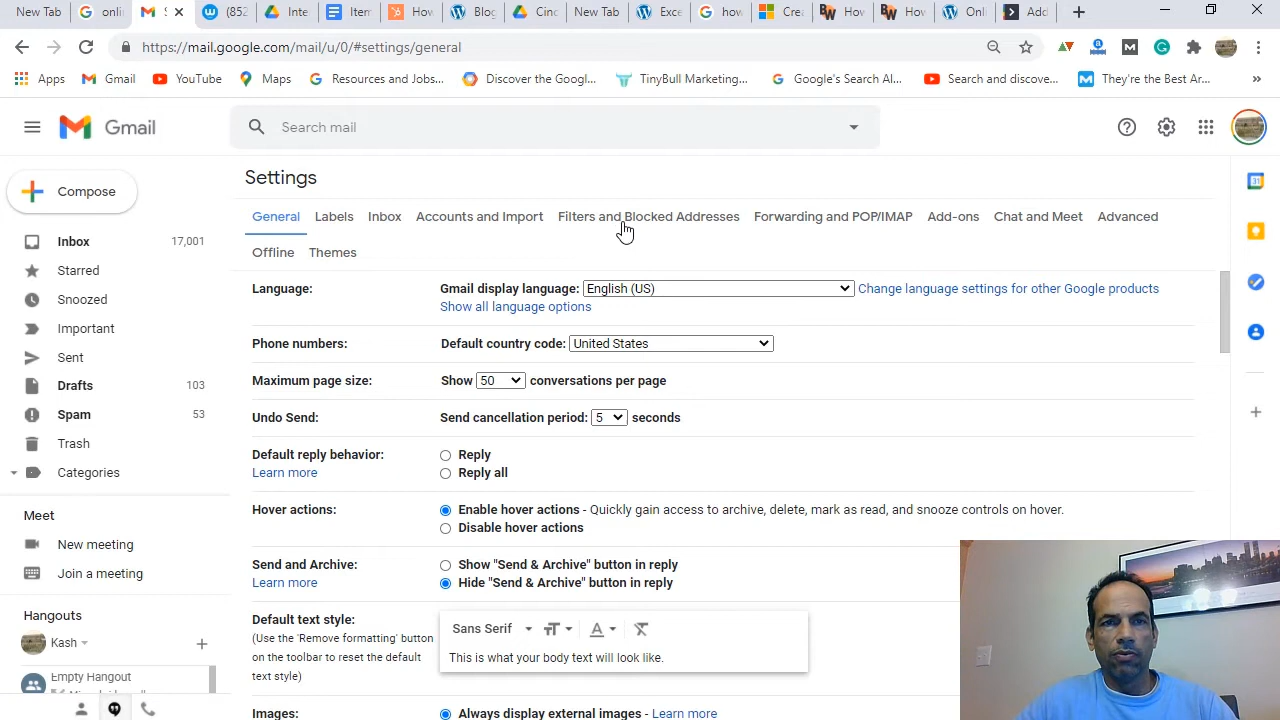 New Tab onlin S (852 Inte Item How Blog Cinc New Tab Exce how Crea How How Onli Add
https://mail.google.com/mail/u/0/#settings/general
Apps Gmail YouTube Maps Resources and Jobs... Discover the Googl... TinyBull Marketing... Google's Search Al... Search and discove... They're the Best Ar...
Gmail
Search mail
Compose
Inbox 17,001
Starred
Snoozed
Important
Sent
Drafts 103
Spam 53
Trash
Categories
Meet
New meeting
Join a meeting
Hangouts
Kash
Empty Hangout
Settings
General Labels Inbox Accounts and Import Filters and Blocked Addresses Forwarding and POP/IMAP Add-ons Chat and Meet Advanced
Offline Themes
Language: Gmail display language: English (US) Change language settings for other Google products
Show all language options
Phone numbers: Default country code: United States
Maximum page size: Show 50 conversations per page
Undo Send: Send cancellation period: 5 seconds
Default reply behavior: Reply
Learn more Reply all
Hover actions: Enable hover actions - Quickly gain access to archive, delete, mark as read, and snooze controls on hover.
Disable hover actions
Send and Archive: Show "Send & Archive" button in reply
Learn more Hide "Send & Archive" button in reply
Default text style: Sans Serif
(Use the 'Remove formatting' button
on the toolbar to reset the default
text style)
This is what your body text will look like.
Images: Always display external images - Learn more